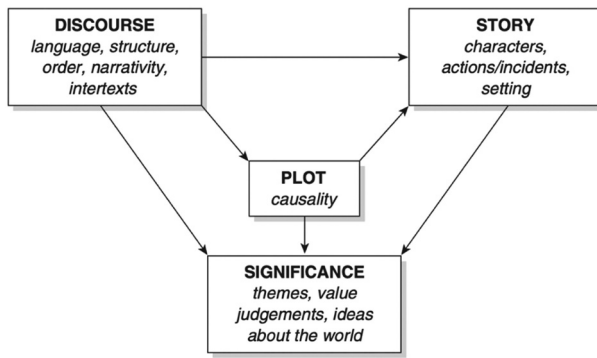 DISCOURSE
language, structure,
order, narrativity,
intertexts
STORY
characters,
actions/incidents,
setting
PLOT
causality
SIGNIFICANCE
themes, value
judgements, ideas
about the world